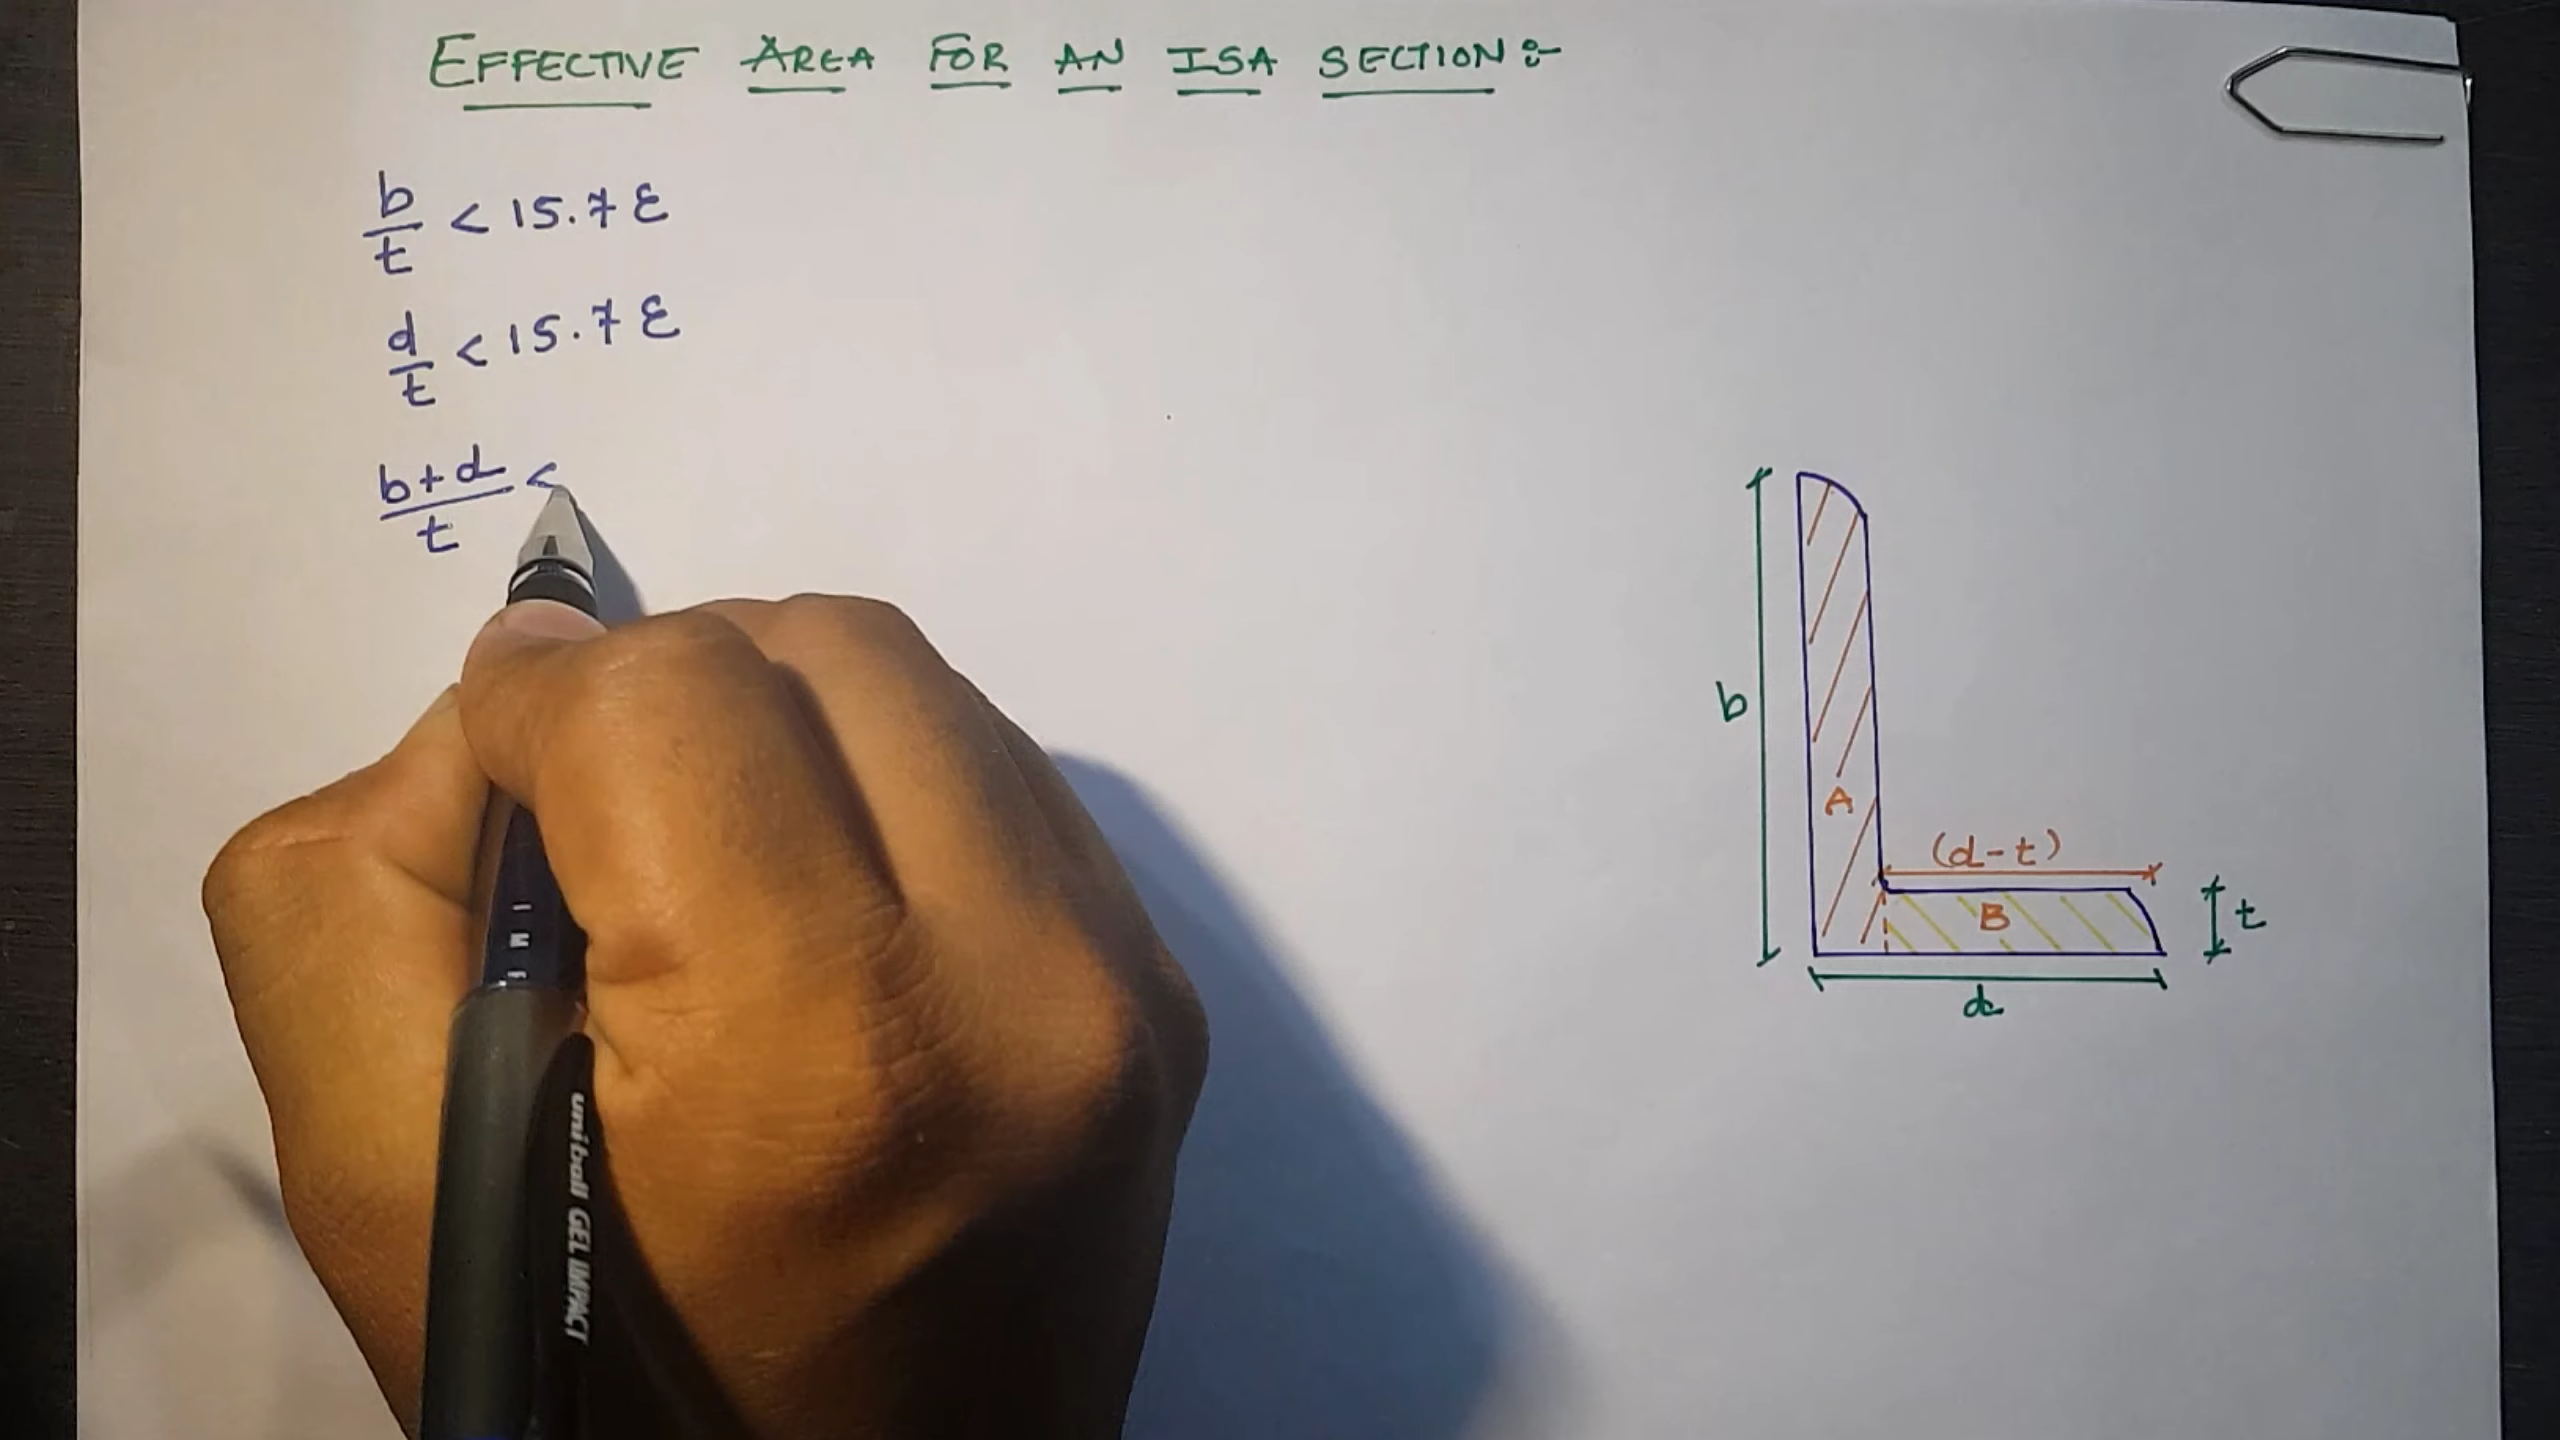 EFFECTIVE AREA FOR AN ISA SECTION:-
b/t < 15.7 ε
d/t < 15.7 ε
b+d/t <
b
A
(d-t)
B
t
d
uniball GEL IMPACT